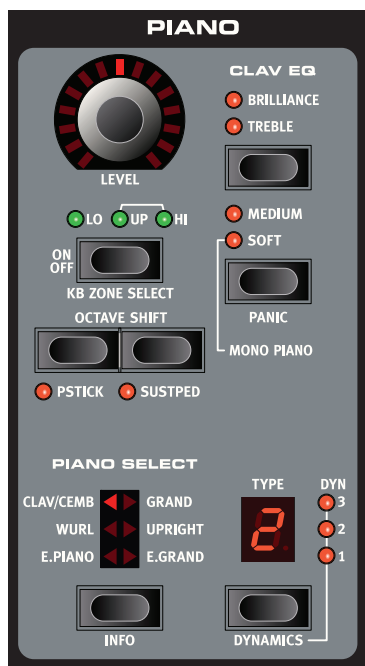 PIANO
CLAV EQ
BRILLIANCE
TREBLE
LEVEL
LO UP HI
MEDIUM
SOFT
ON
OFF
KB ZONE SELECT
PANIC
OCTAVE SHIFT
MONO PIANO
PSTICK SUSTPED
PIANO SELECT
TYPE DYN
CLAV/CEMB GRAND
3
WURL UPRIGHT
2
2
E.PIANO E.GRAND
1
INFO
DYNAMICS